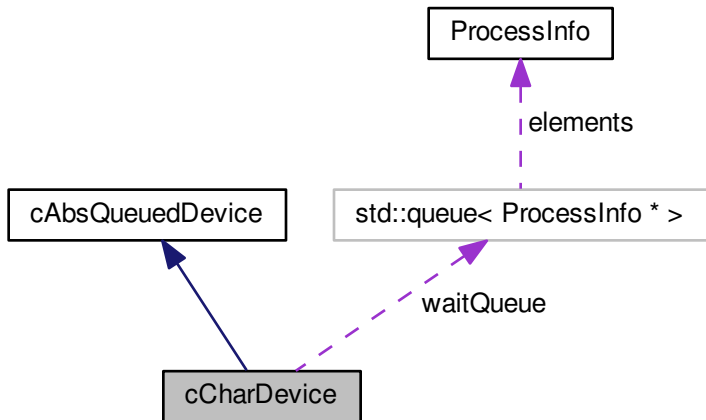 ProcessInfo
elements
cAbsQueuedDevice
std::queue< ProcessInfo * >
waitQueue
cCharDevice